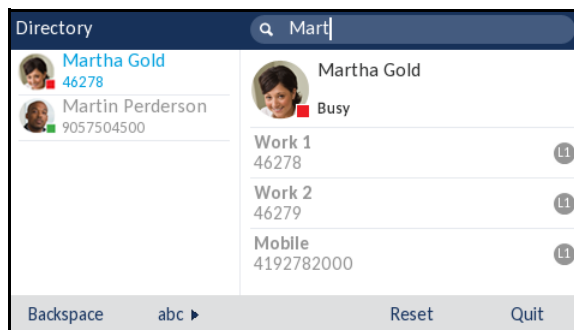 Directory
Mart
Martha Gold
46278
Martin Perderson
9057504500
Martha Gold
Busy
Work 1
46278
L1
Work 2
46279
L1
Mobile
4192782000
L1
Backspace abc Reset Quit